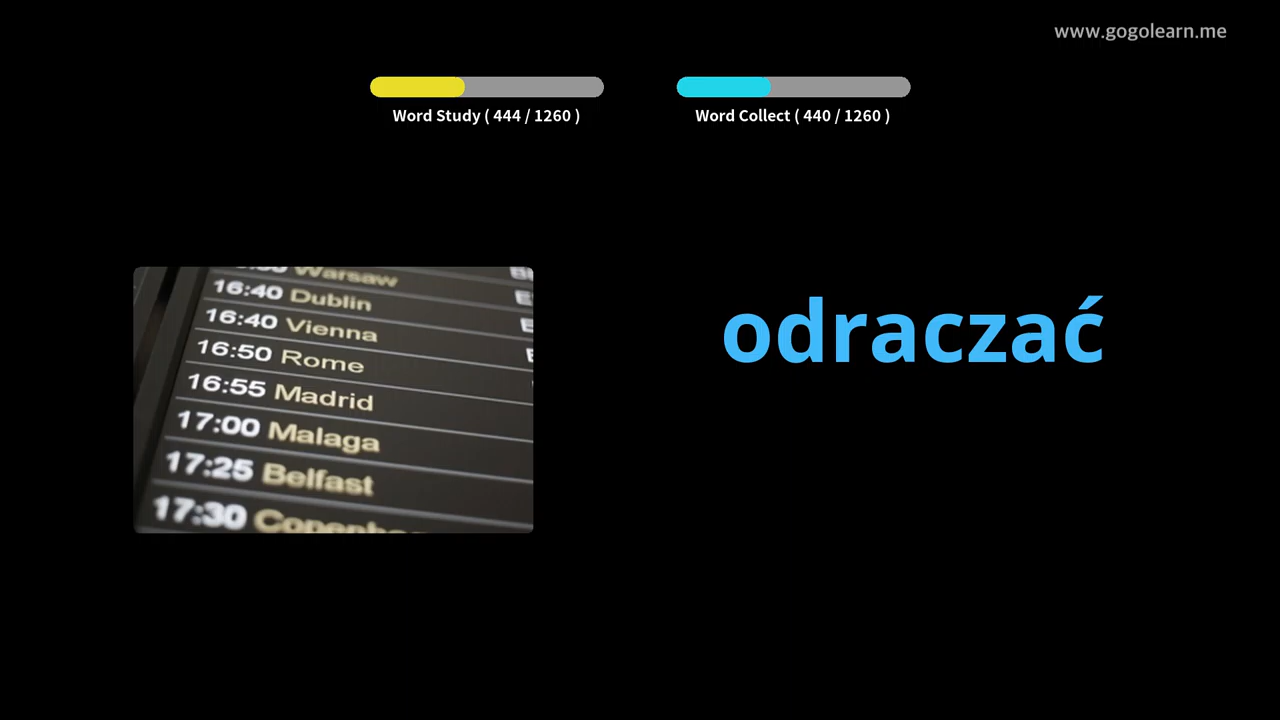 www.gogolearn.me
Word Study ( 444 / 1260 )
Word Collect ( 440 / 1260 )
Warsaw
16:40 Dublin
16:40 Vienna
16:50 Rome
16:55 Madrid
17:00 Malaga
17:25 Belfast
17:30
odraczać